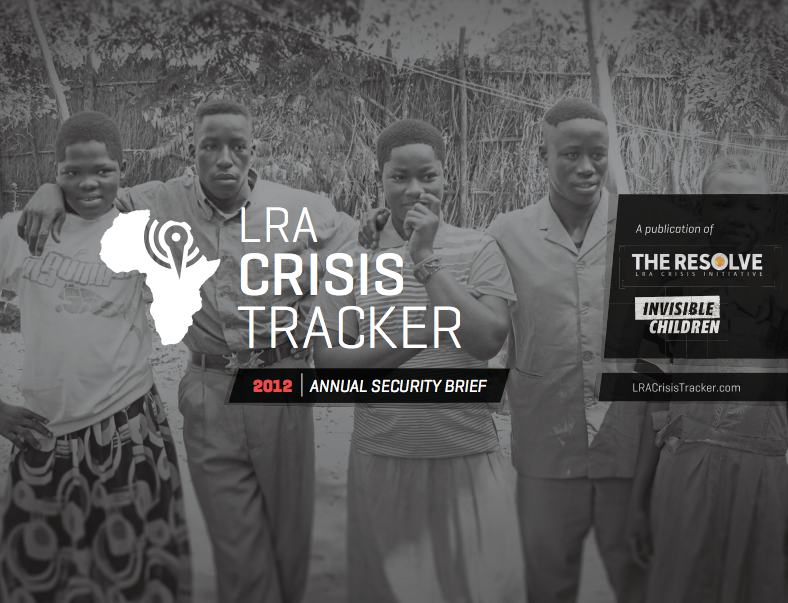 LRA
CRISIS
TRACKER
2012 | ANNUAL SECURITY BRIEF
A publication of
THE RESOLVE
LRA CRISIS INITIATIVE
INVISIBLE
CHILDREN
LRACrisisTracker.com